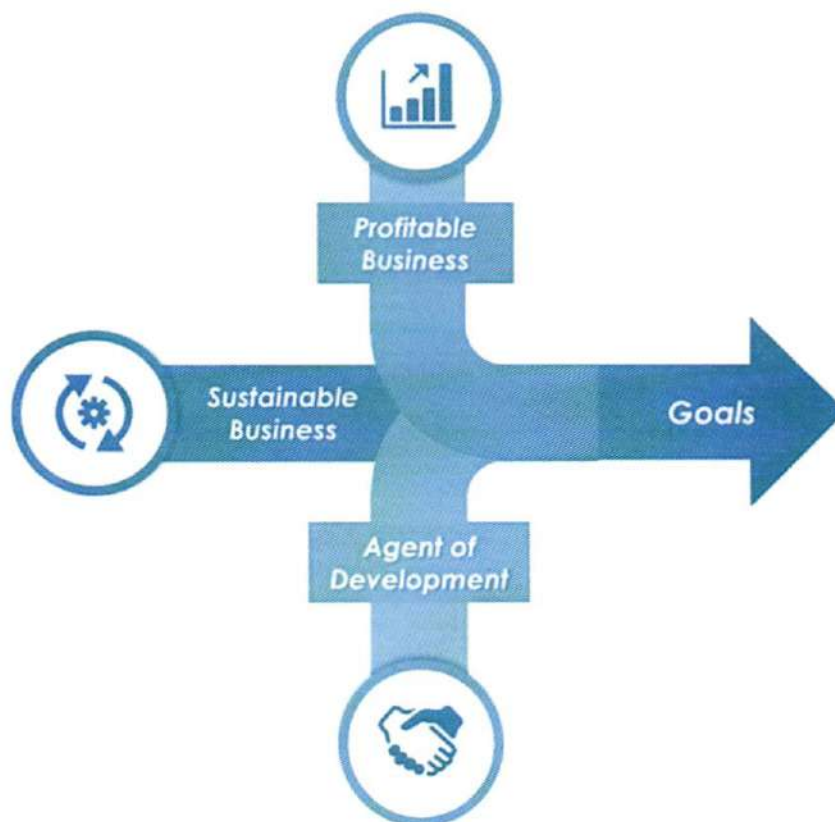 Profitable
Business
Sustainable
Business
Goals
Agent of
Development